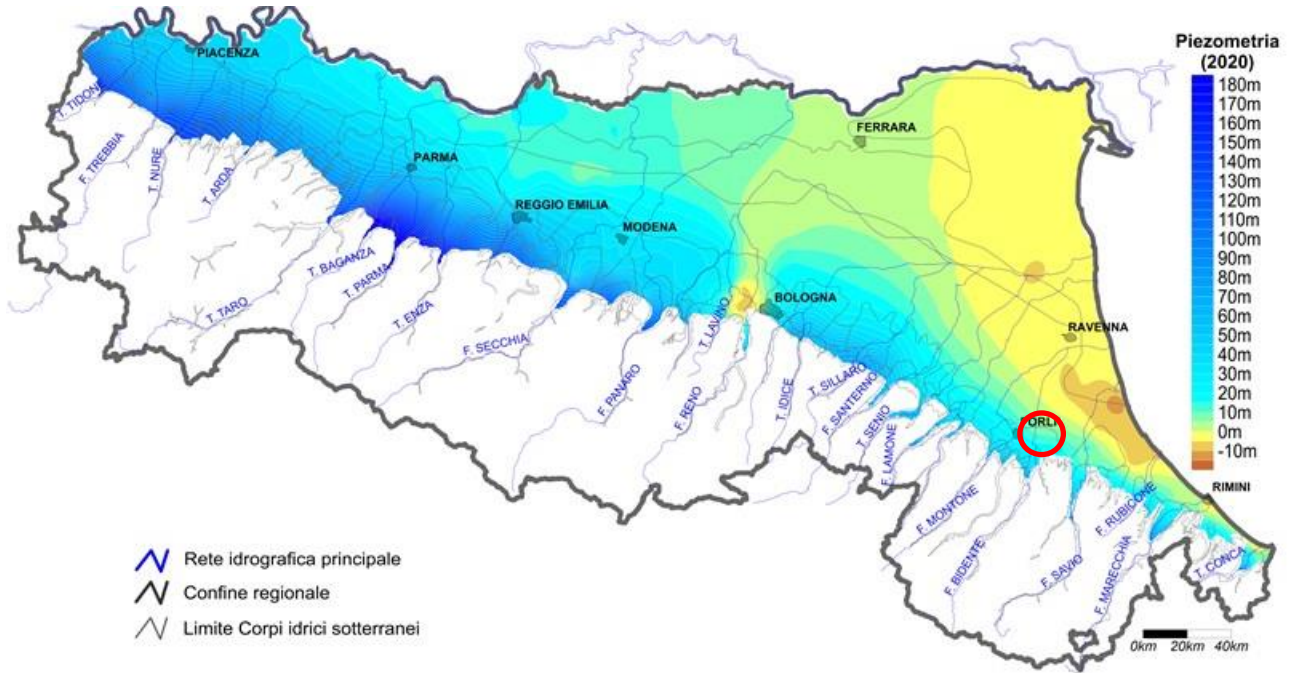 Piezometria
(2020)
180m
170m
160m
150m
140m
130m
120m
110m
100m
90m
80m
70m
60m
50m
40m
30m
20m
10m
0m
-10m
PIACENZA
PARMA
REGGIO EMILIA
MODENA
BOLOGNA
FERRARA
RAVENNA
FORLI
RIMINI
T. TIDONE
F. TREBBIA
T. NURE
T. ARDA
T. TARO
T. BAGANZA
T. PARMA
T. ENZA
F. SECCHIA
F. PANARO
F. RENO
T. LAVINO
T. IDICE
T. SILLARO
F. SANTERNO
T. SENIO
F. LAMONE
F. MONTONE
F. BIDENTE
F. SAVIO
F. RUBICONE
F. MARECCHIA
T. CONCA
Rete idrografica principale
Confine regionale
Limite Corpi idrici sotterranei
0km 20km 40km